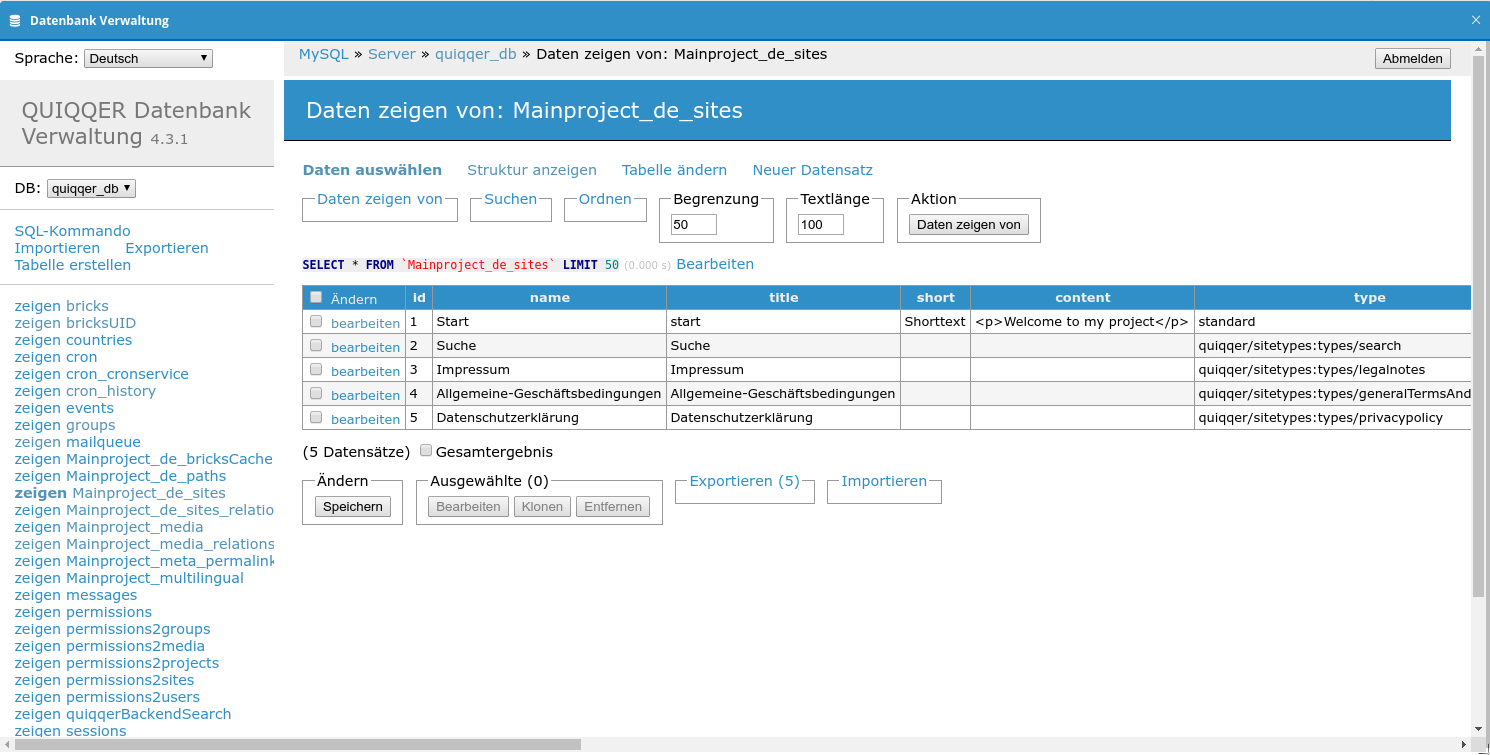 Datenbank Verwaltung
Sprache: Deutsch
MySQL » Server » quiqqer_db » Daten zeigen von: Mainproject_de_sites
Abmelden
QUIQQER Datenbank
Verwaltung 4.3.1
Daten zeigen von: Mainproject_de_sites
DB: quiqqer_db
SQL-Kommando
Importieren Exportieren
Tabelle erstellen
zeigen bricks
zeigen bricksUID
zeigen countries
zeigen cron
zeigen cron_cronservice
zeigen cron_history
zeigen events
zeigen groups
zeigen mailqueue
zeigen Mainproject_de_bricksCache
zeigen Mainproject_de_paths
zeigen Mainproject_de_sites
zeigen Mainproject_de_sites_relatio
zeigen Mainproject_media
zeigen Mainproject_media_relations
zeigen Mainproject_meta_permalink
zeigen Mainproject_multilingual
zeigen messages
zeigen permissions
zeigen permissions2groups
zeigen permissions2media
zeigen permissions2projects
zeigen permissions2sites
zeigen permissions2users
zeigen quiqqerBackendSearch
zeigen sessions
Daten auswählen Struktur anzeigen Tabelle ändern Neuer Datensatz
Daten zeigen von Suchen Ordnen Begrenzung Textlänge Aktion
50 100 Daten zeigen von
SELECT * FROM `Mainproject_de_sites` LIMIT 50 (0.000 s) Bearbeiten
Ändern id name title short content type
bearbeiten 1 Start start Shorttext <p>Welcome to my project</p> standard
bearbeiten 2 Suche Suche quiqqer/sitetypes:types/search
bearbeiten 3 Impressum Impressum quiqqer/sitetypes:types/legalnotes
bearbeiten 4 Allgemeine-Geschäftsbedingungen Allgemeine-Geschäftsbedingungen quiqqer/sitetypes:types/generalTermsAnd
bearbeiten 5 Datenschutzerklärung Datenschutzerklärung quiqqer/sitetypes:types/privacypolicy
(5 Datensätze) Gesamtergebnis
Ändern Ausgewählte (0) Exportieren (5) Importieren
Speichern Bearbeiten Klonen Entfernen